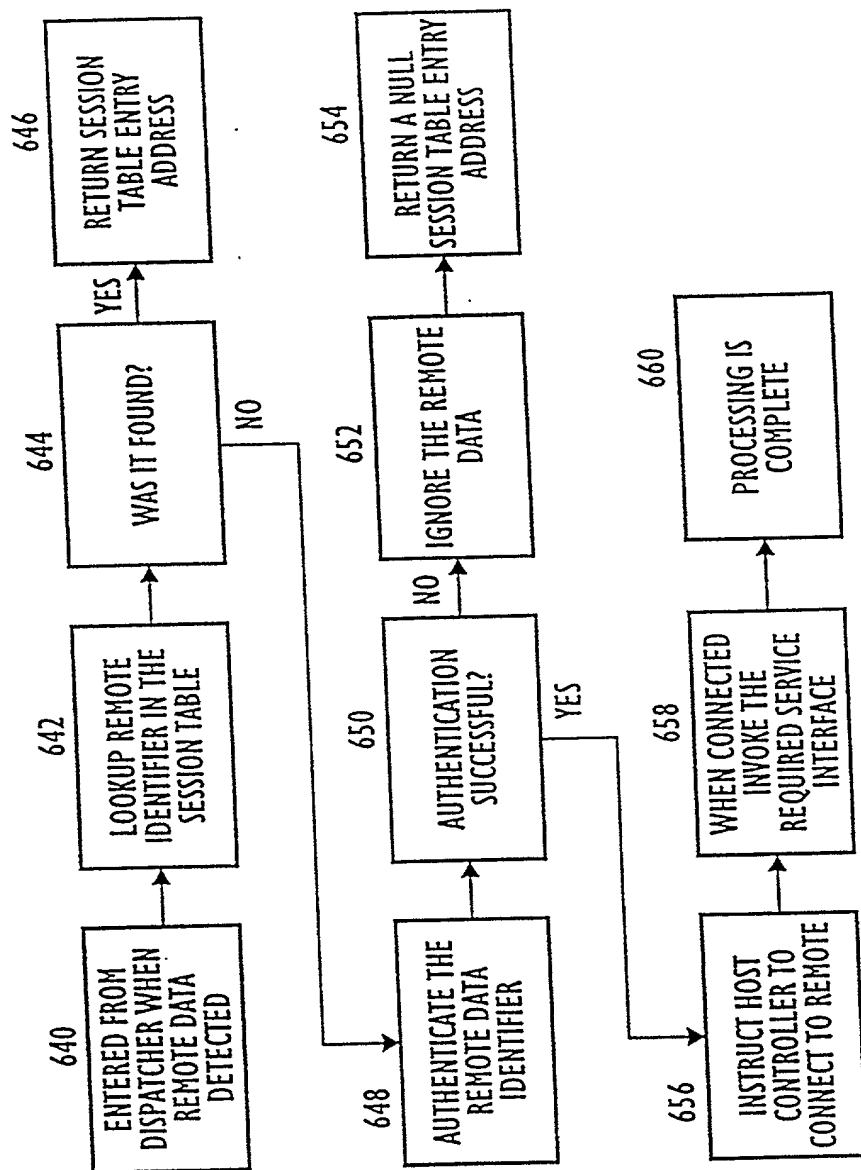 640
ENTERED FROM
DISPATCHER WHEN
REMOTE DATA
DETECTED
642
LOOKUP REMOTE
IDENTIFIER IN THE
SESSION TABLE
644
WAS IT FOUND?
YES
NO
646
RETURN SESSION
TABLE ENTRY
ADDRESS
648
AUTHENTICATE THE
REMOTE DATA
IDENTIFIER
650
AUTHENTICATION
SUCCESSFUL?
NO
YES
652
IGNORE THE REMOTE
DATA
654
RETURN A NULL
SESSION TABLE ENTRY
ADDRESS
656
INSTRUCT HOST
CONTROLLER TO
CONNECT TO REMOTE
658
WHEN CONNECTED
INVOKE THE
REQUIRED SERVICE
INTERFACE
660
PROCESSING IS
COMPLETE